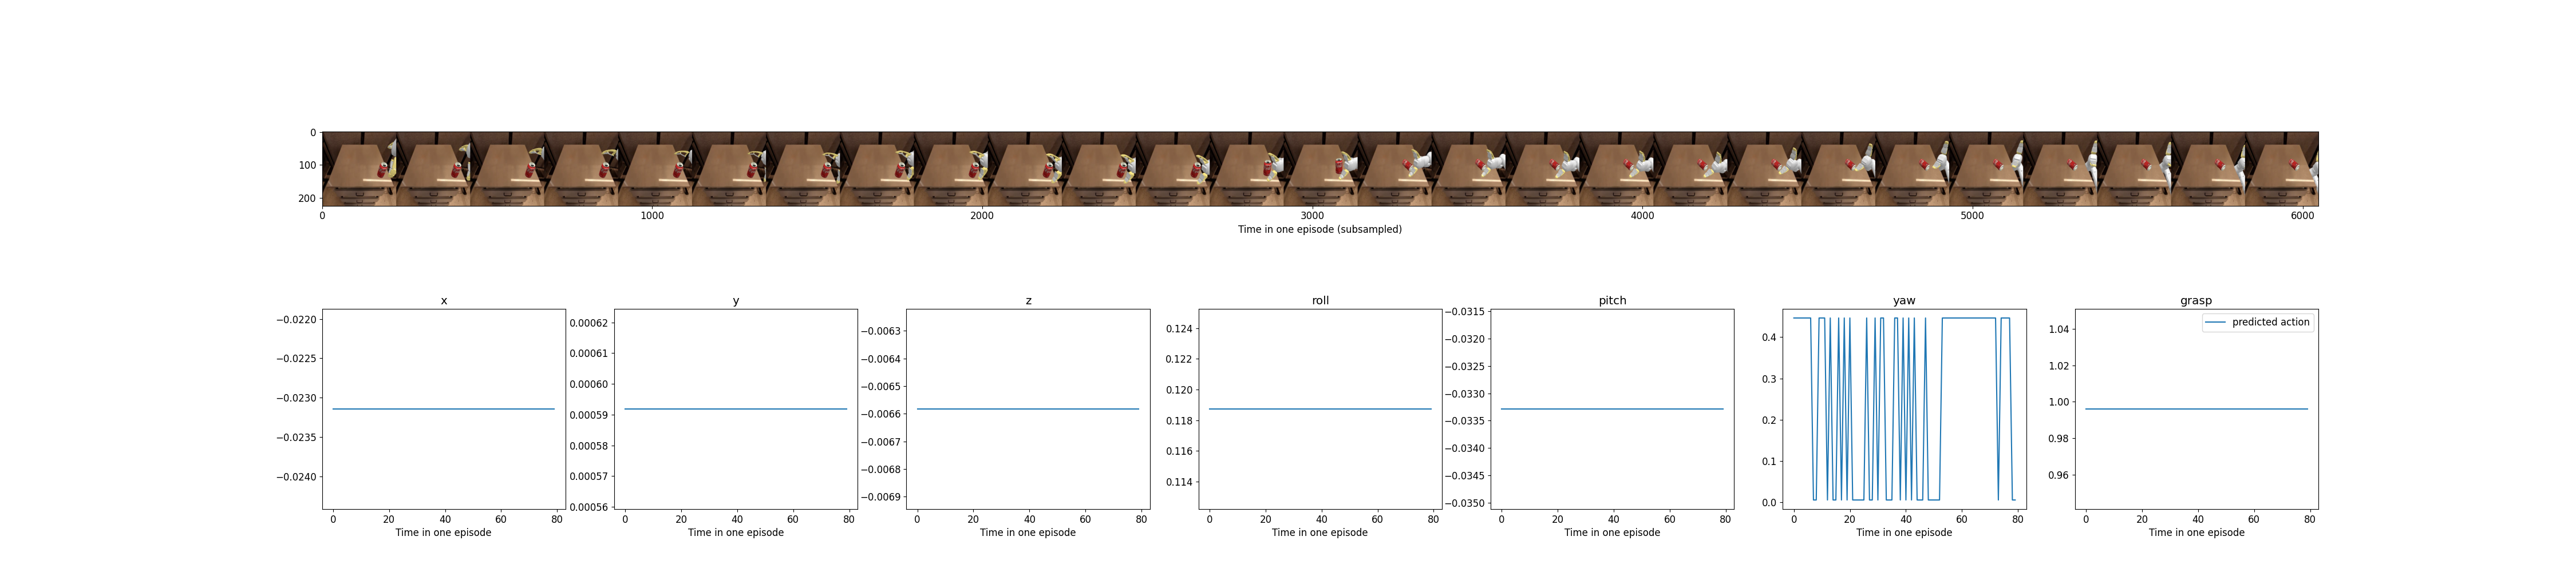 0
100
200
0 1000 2000 3000 4000 5000 6000
Time in one episode (subsampled)
x
−0.0220
−0.0225
−0.0230
−0.0235
−0.0240
0 20 40 60 80
Time in one episode
y
0.00062
0.00061
0.00060
0.00059
0.00058
0.00057
0.00056
0 20 40 60 80
Time in one episode
z
−0.0063
−0.0064
−0.0065
−0.0066
−0.0067
−0.0068
−0.0069
0 20 40 60 80
Time in one episode
roll
0.124
0.122
0.120
0.118
0.116
0.114
0 20 40 60 80
Time in one episode
pitch
−0.0315
−0.0320
−0.0325
−0.0330
−0.0335
−0.0340
−0.0345
−0.0350
0 20 40 60 80
Time in one episode
yaw
0.4
0.3
0.2
0.1
0.0
0 20 40 60 80
Time in one episode
grasp
predicted action
1.04
1.02
1.00
0.98
0.96
0 20 40 60 80
Time in one episode